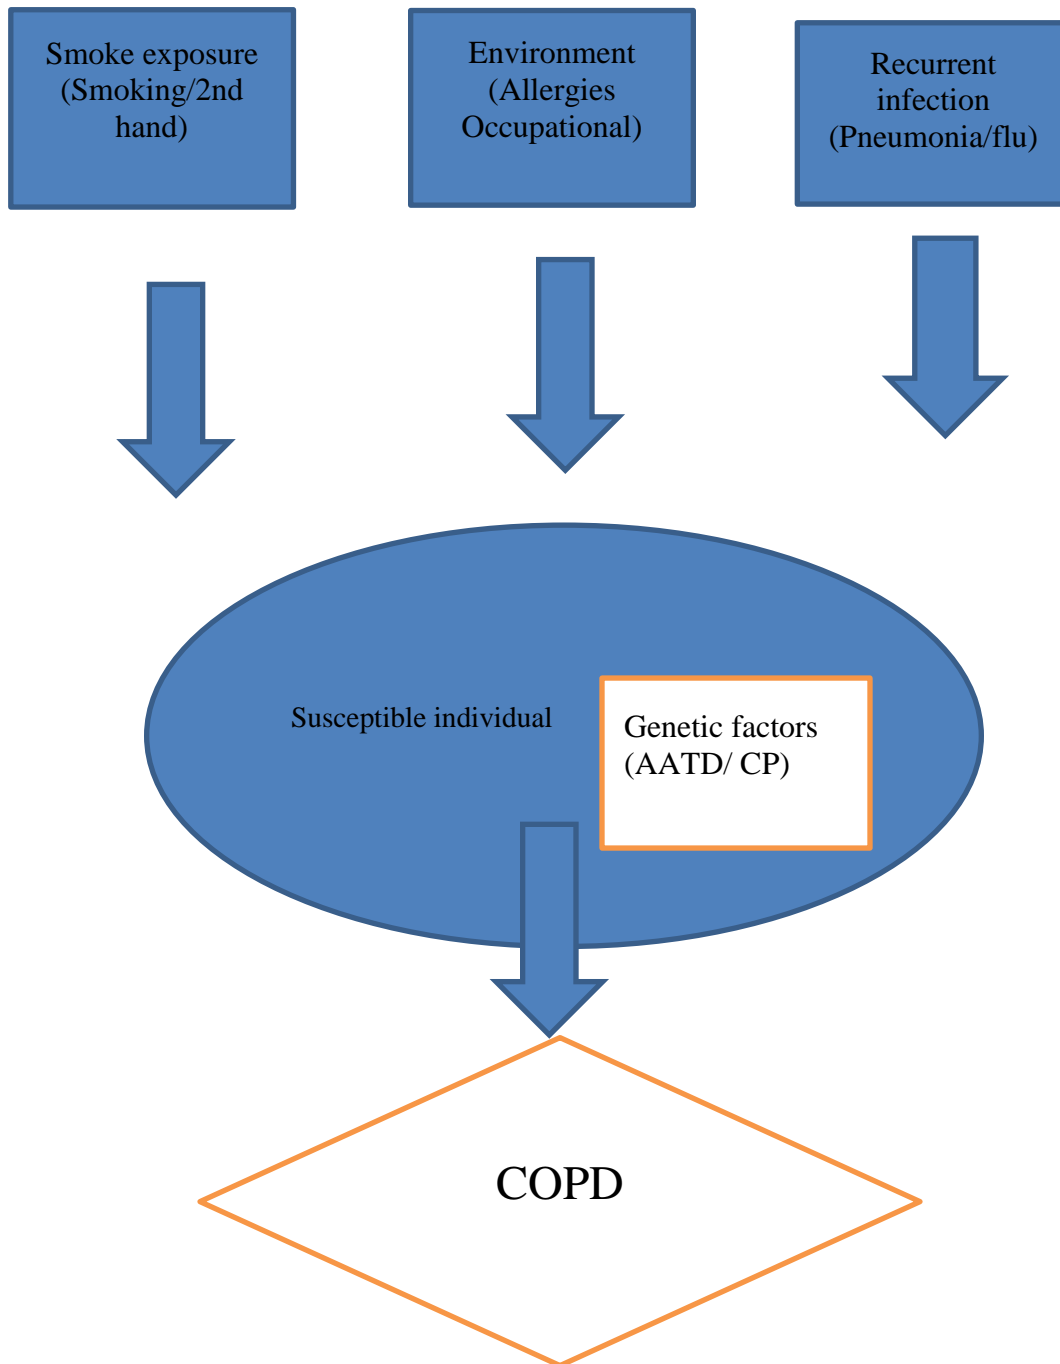 Smoke exposure
(Smoking/2nd
hand)
Environment
(Allergies
Occupational)
Recurrent
infection
(Pneumonia/flu)
Susceptible individual
Genetic factors
(AATD/ CP)
COPD